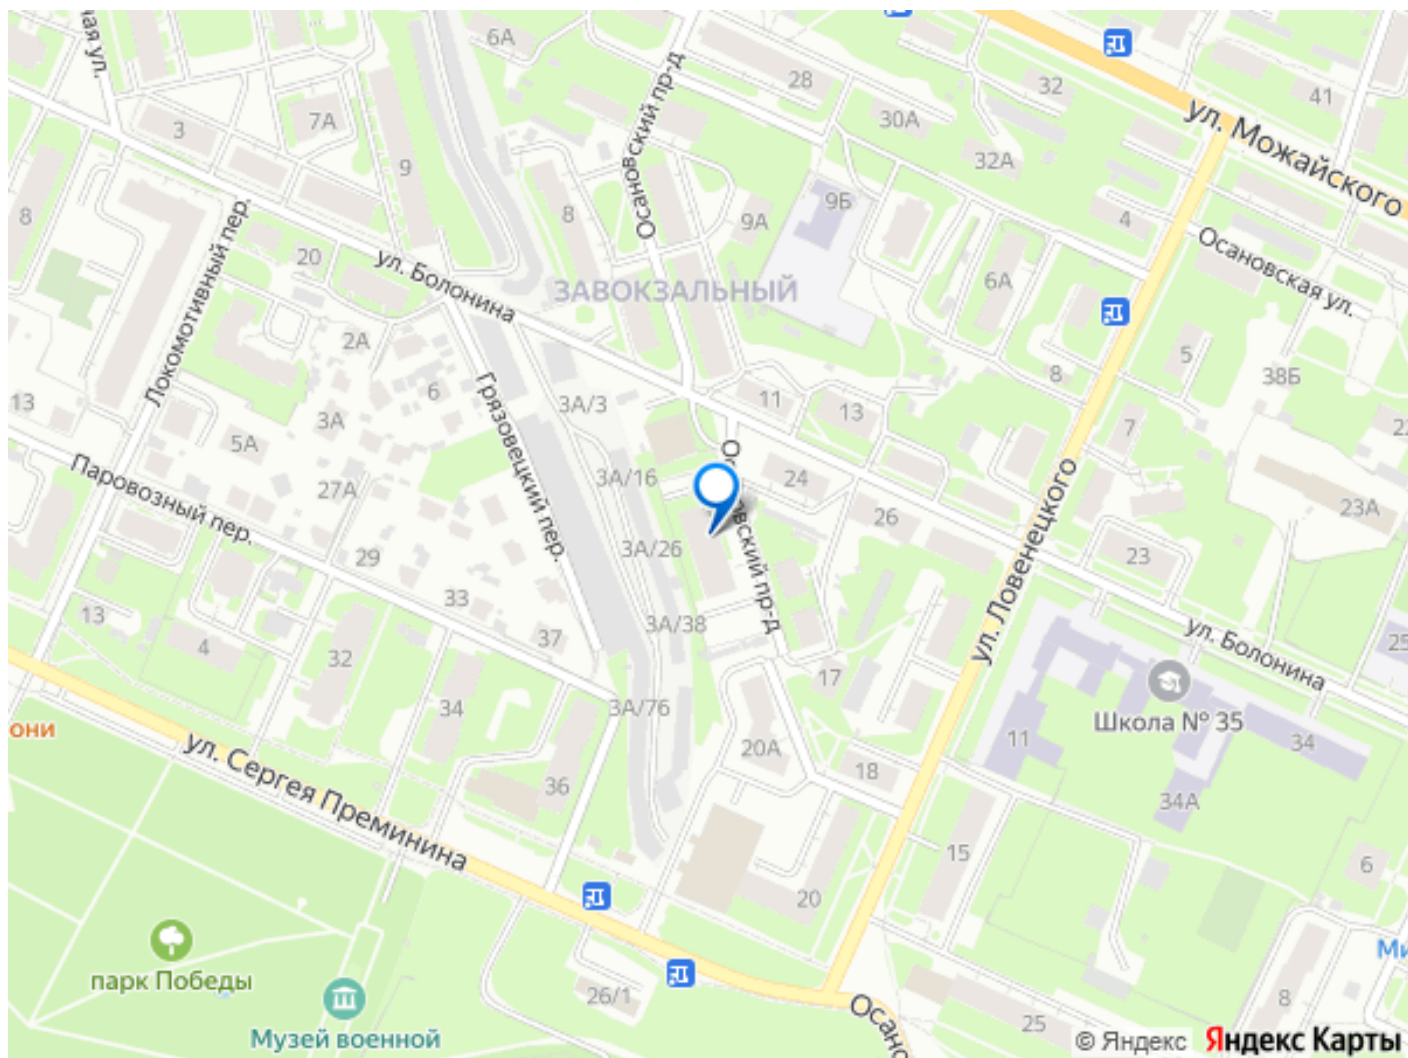 6А
28
32
41
ул. Можайского
3
7А
9
Осановский пр-д
30А
32А
9Б
4
8
8
9А
Осановская ул.
20
ул. Болонина
ЗАВОКЗАЛЬНЫЙ
6А
Локомотивный пер.
2А
6
5
8
38Б
13
3А
5А
Грязовецкий пер.
3А/3
11
13
7
27А
Паровозный пер.
3А/16
24
26
23А
29
3А/26
ул. Ловенецкого
23
33
13
4
32
37
3А/38
17
ул. Болонина
25
34
3А/76
Школа № 35
11
34
они
ул. Сергея Преминина
36
20А
18
34А
15
6
20
парк Победы
26/1
8
25
Музей военной
© Яндекс
Яндекс Карты